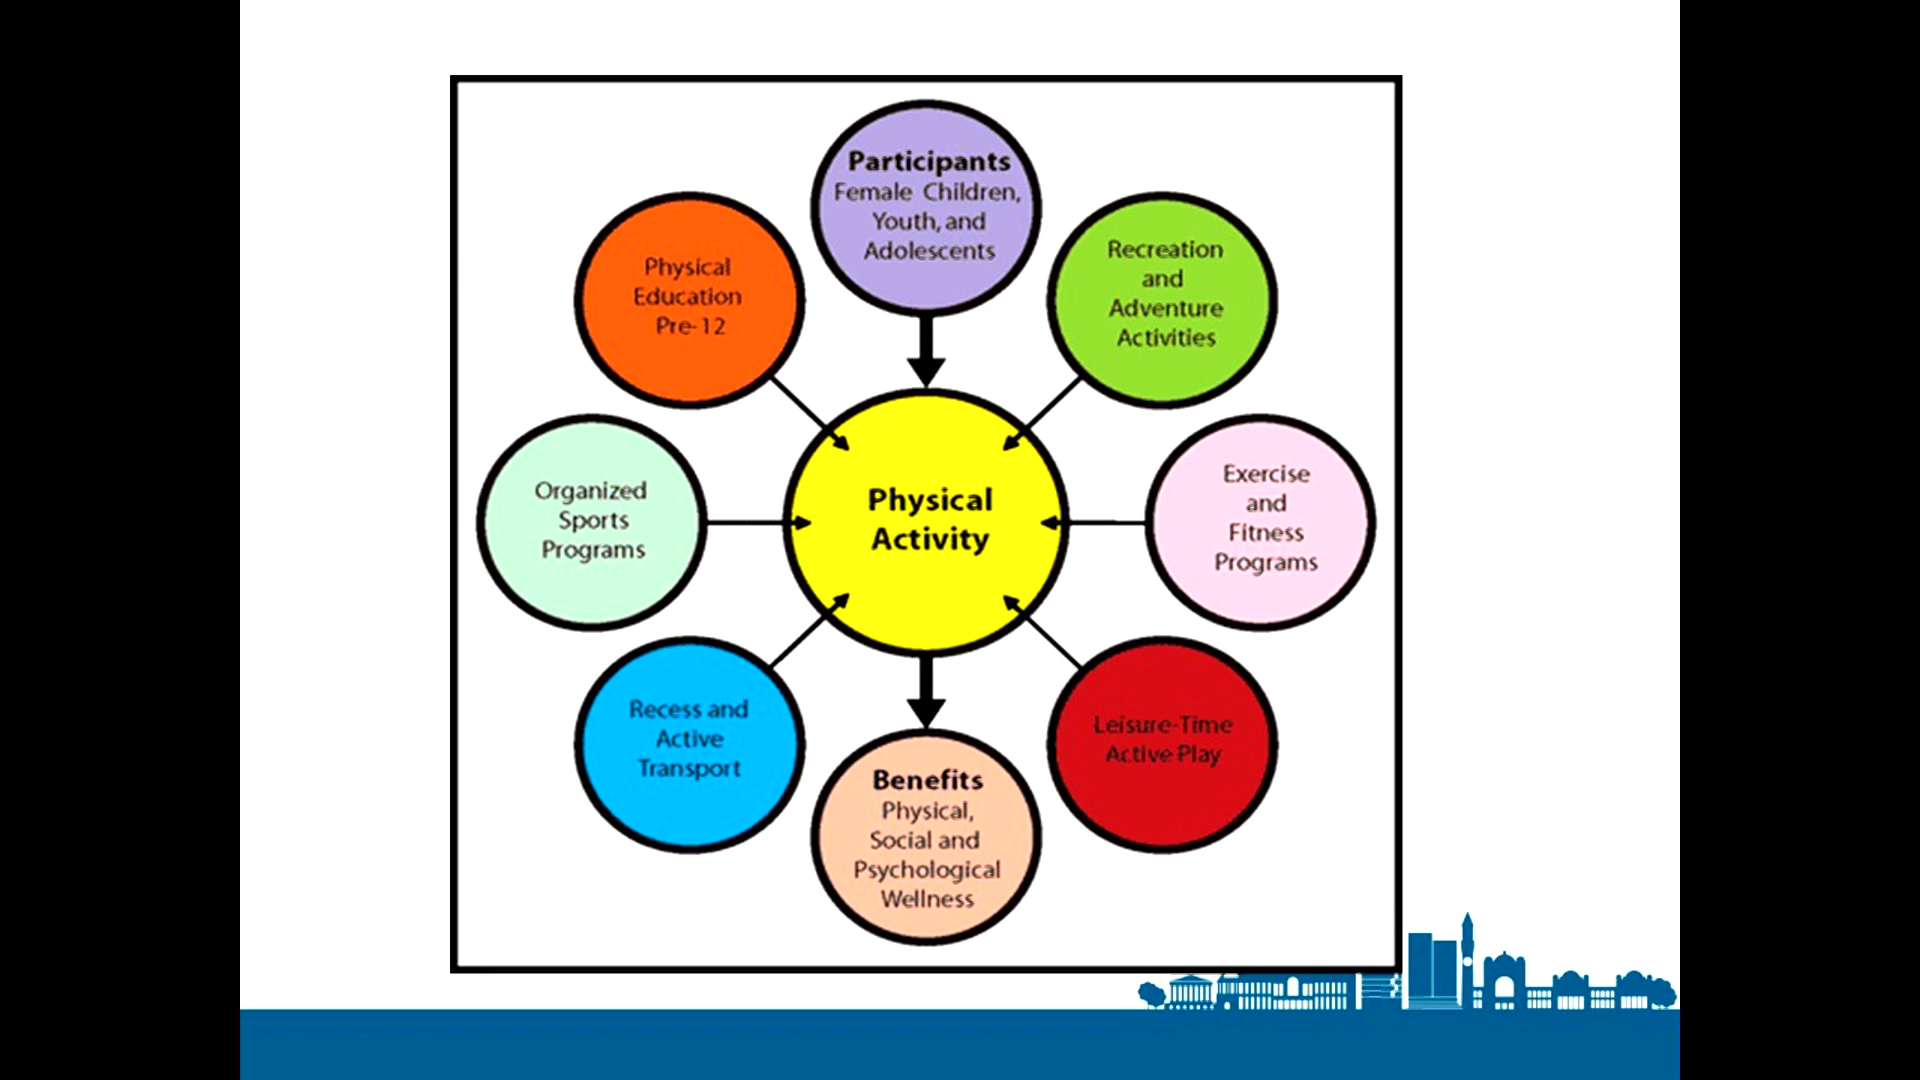 Participants
Female Children,
Youth, and
Adolescents
Physical
Education
Pre-12
Recreation
and
Adventure
Activities
Organized
Sports
Programs
Physical
Activity
Exercise
and
Fitness
Programs
Recess and
Active
Transport
Leisure-Time
Active Play
Benefits
Physical,
Social and
Psychological
Wellness